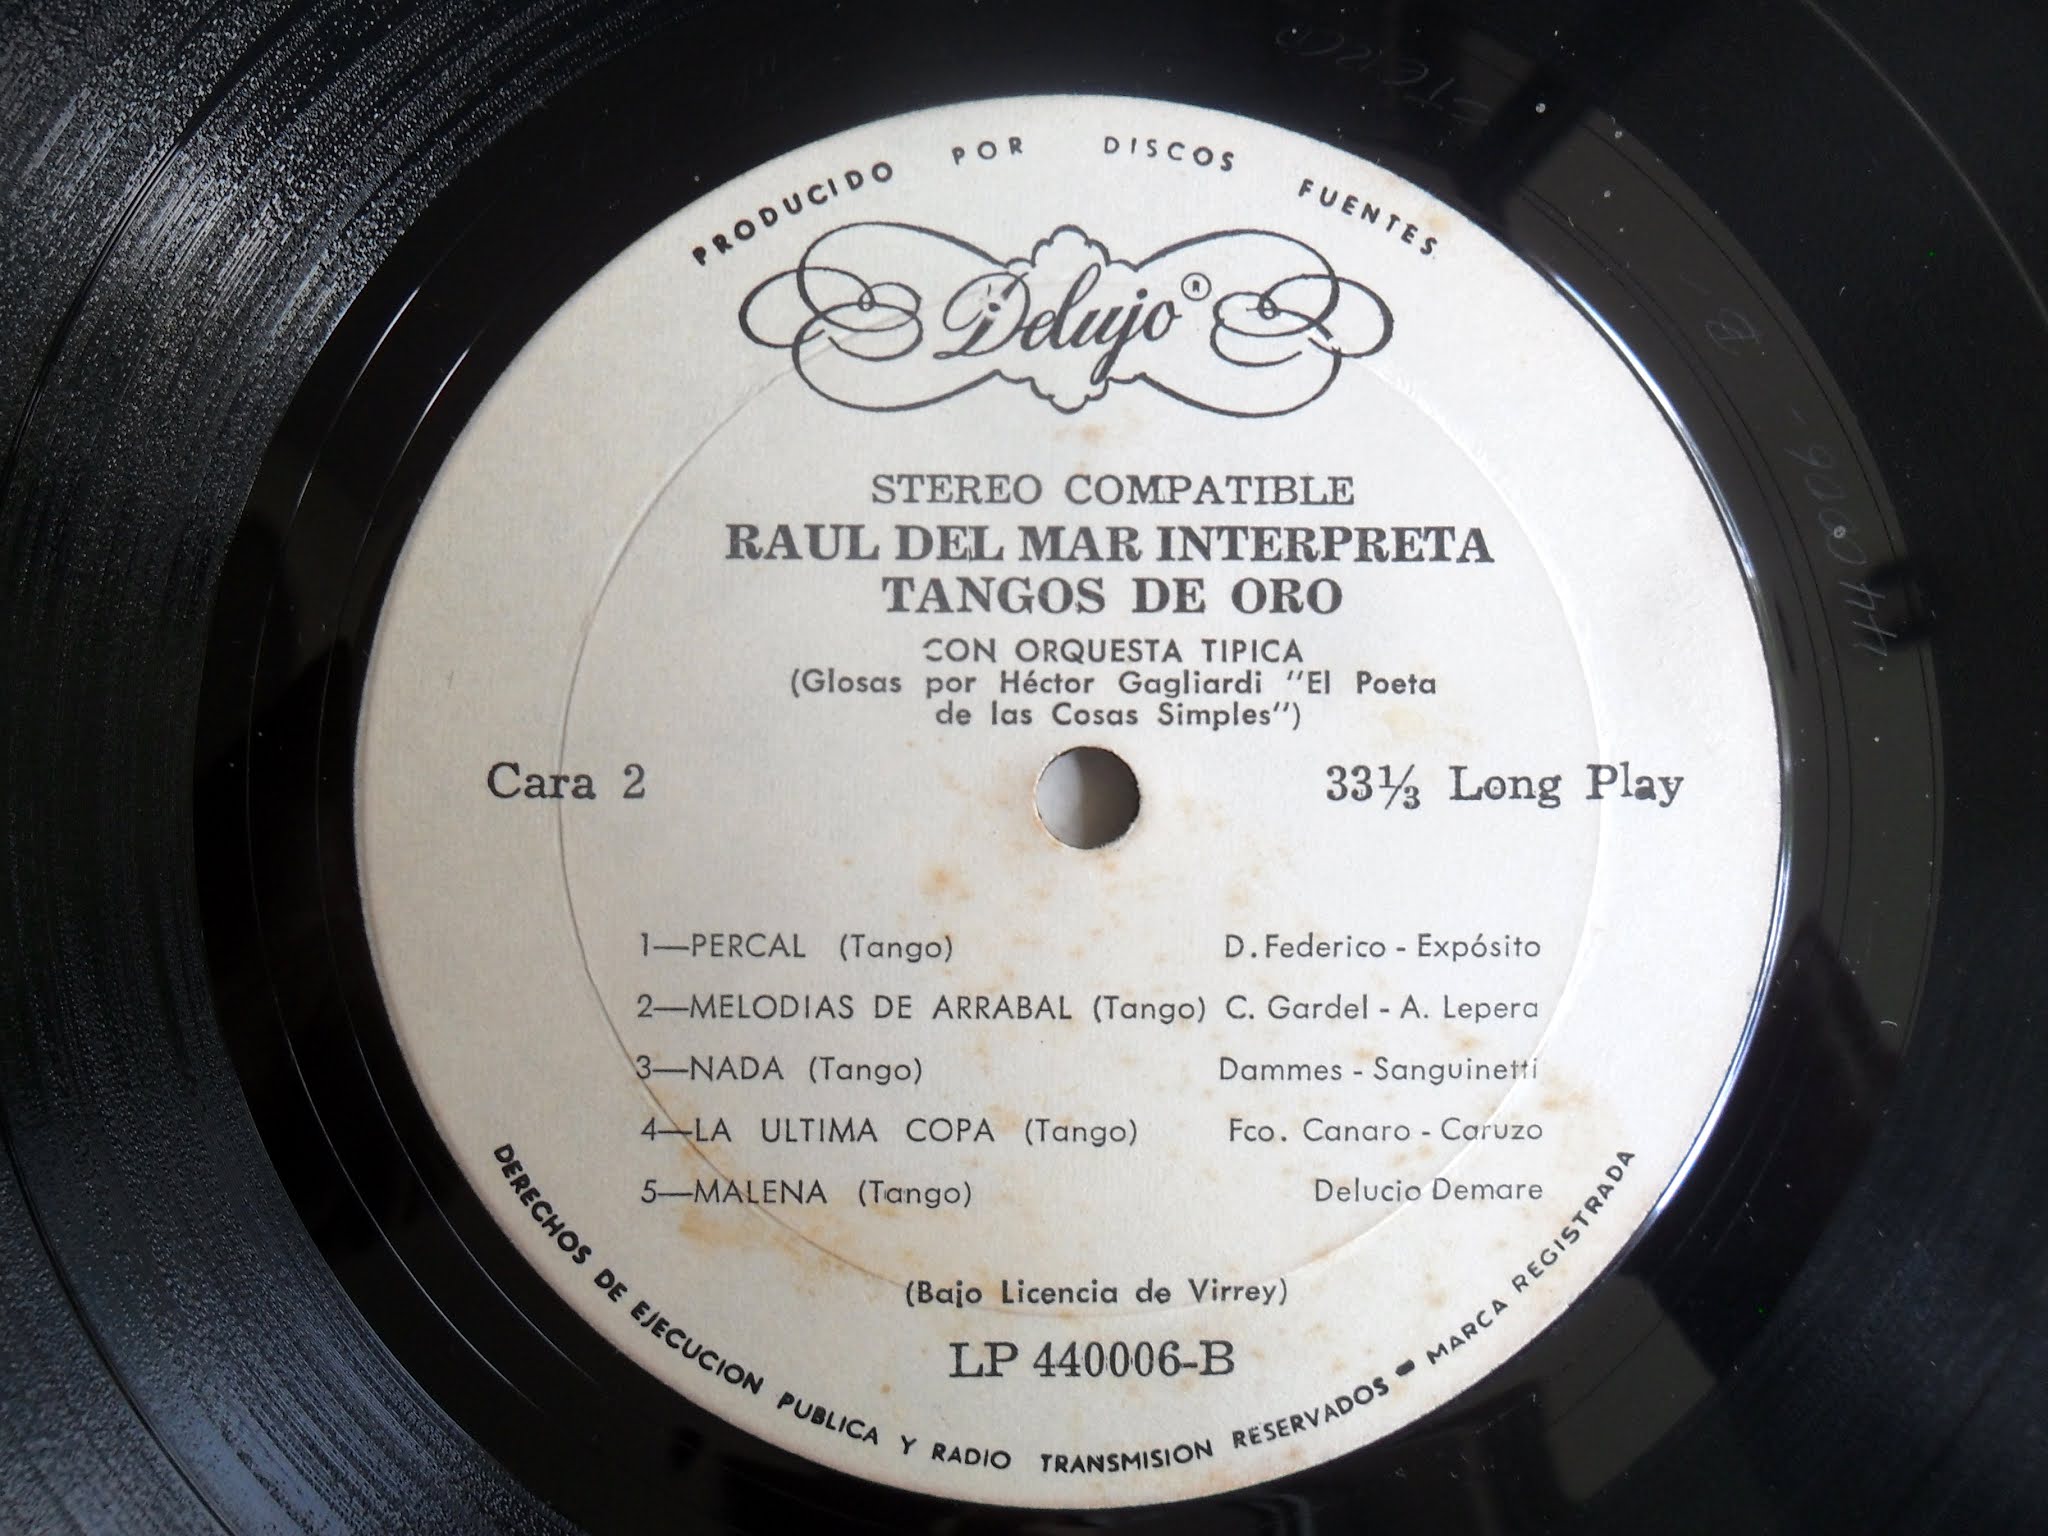 PRODUCIDO POR DISCOS FUENTES
Delujo ®
STEREO COMPATIBLE
RAUL DEL MAR INTERPRETA
TANGOS DE ORO
CON ORQUESTA TIPICA
(Glosas por Héctor Gagliardi "El Poeta
de las Cosas Simples")
Cara 2 33⅓ Long Play
1—PERCAL (Tango) D. Federico - Expósito
2—MELODIAS DE ARRABAL (Tango) C. Gardel - A. Lepera
3—NADA (Tango) Dammes - Sanguinetti
4—LA ULTIMA COPA (Tango) Fco. Canaro - Caruzo
5—MALENA (Tango) Delucio Demare
(Bajo Licencia de Virrey)
LP 440006-B
DERECHOS DE EJECUCION PUBLICA Y RADIO TRANSMISION RESERVADOS - MARCA REGISTRADA